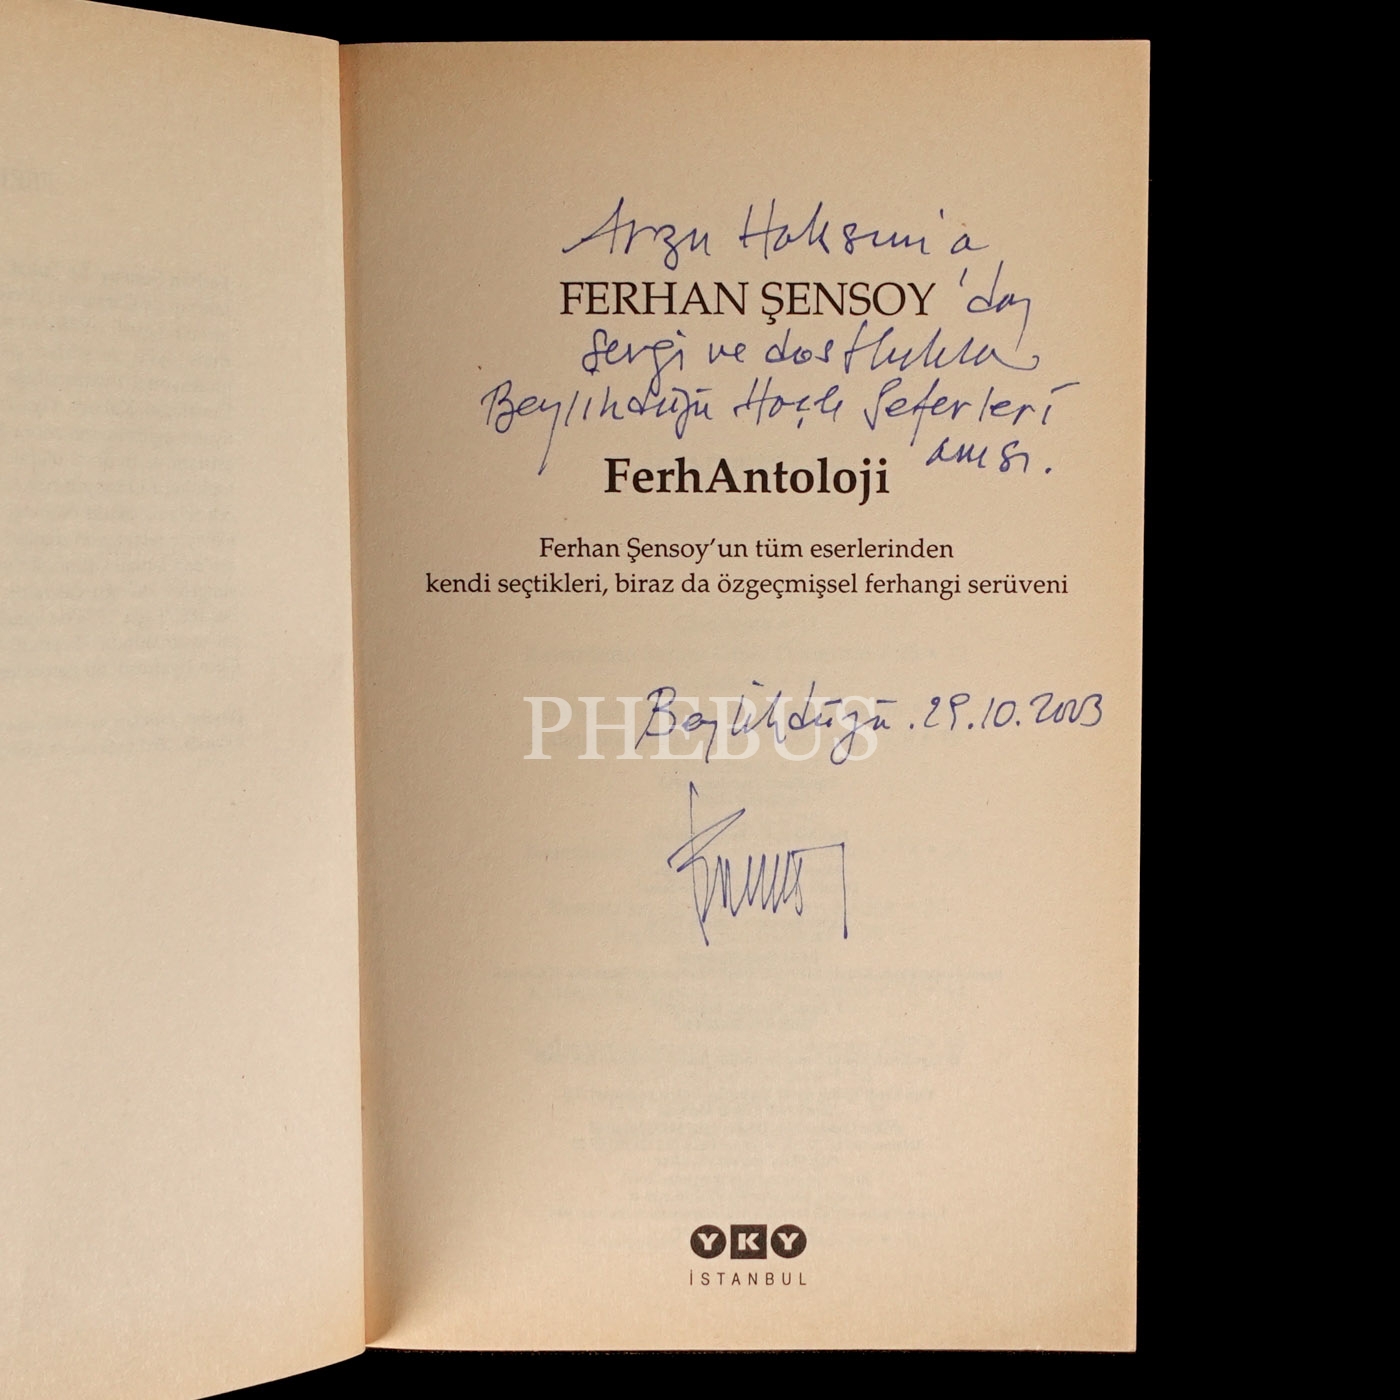 Arzu Haksun'a
FERHAN ŞENSOY 'dan
sevgi ve dostlukla
Beylikdüzü Haçlı Seferleri
anısı.
FerhAntoloji
Ferhan Şensoy'un tüm eserlerinden
kendi seçtikleri, biraz da özgeçmişsel ferhangi serüveni
PHEBUS
Beylikdüzü . 29.10.2003
YKY
İSTANBUL